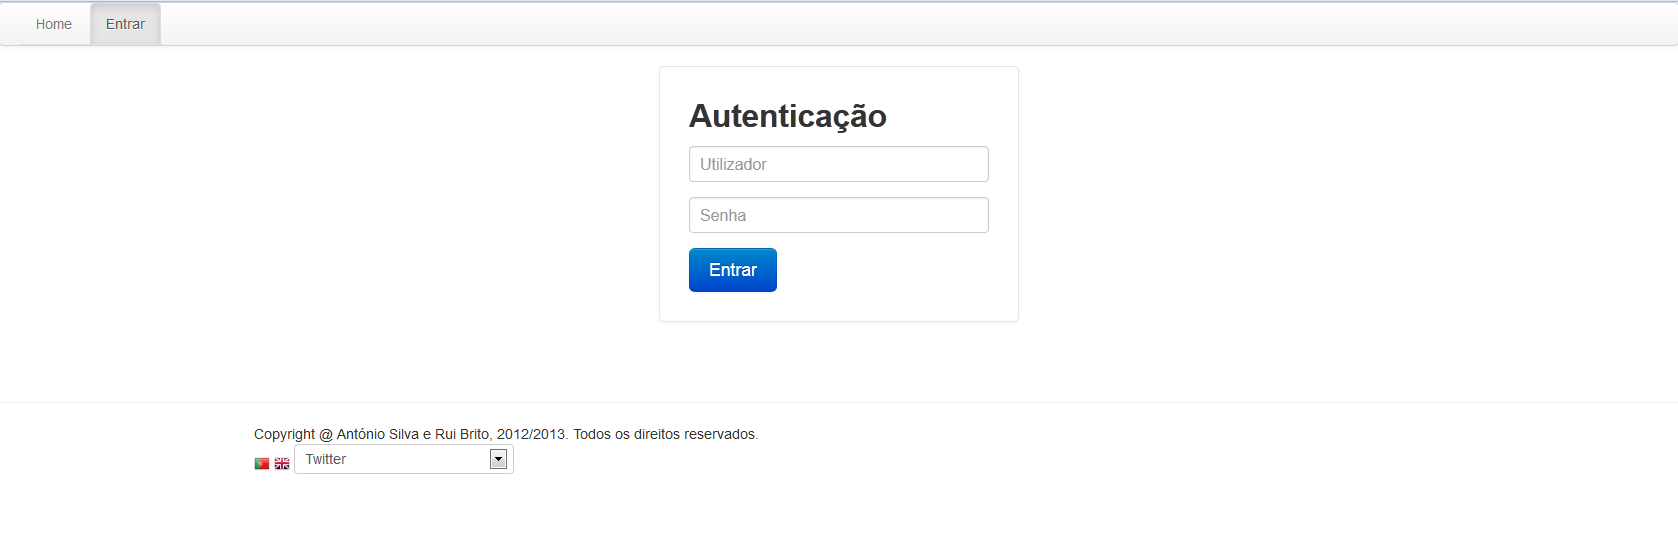 Home Entrar
Autenticação
Utilizador
Senha
Entrar
Copyright @ António Silva e Rui Brito, 2012/2013. Todos os direitos reservados.
Twitter